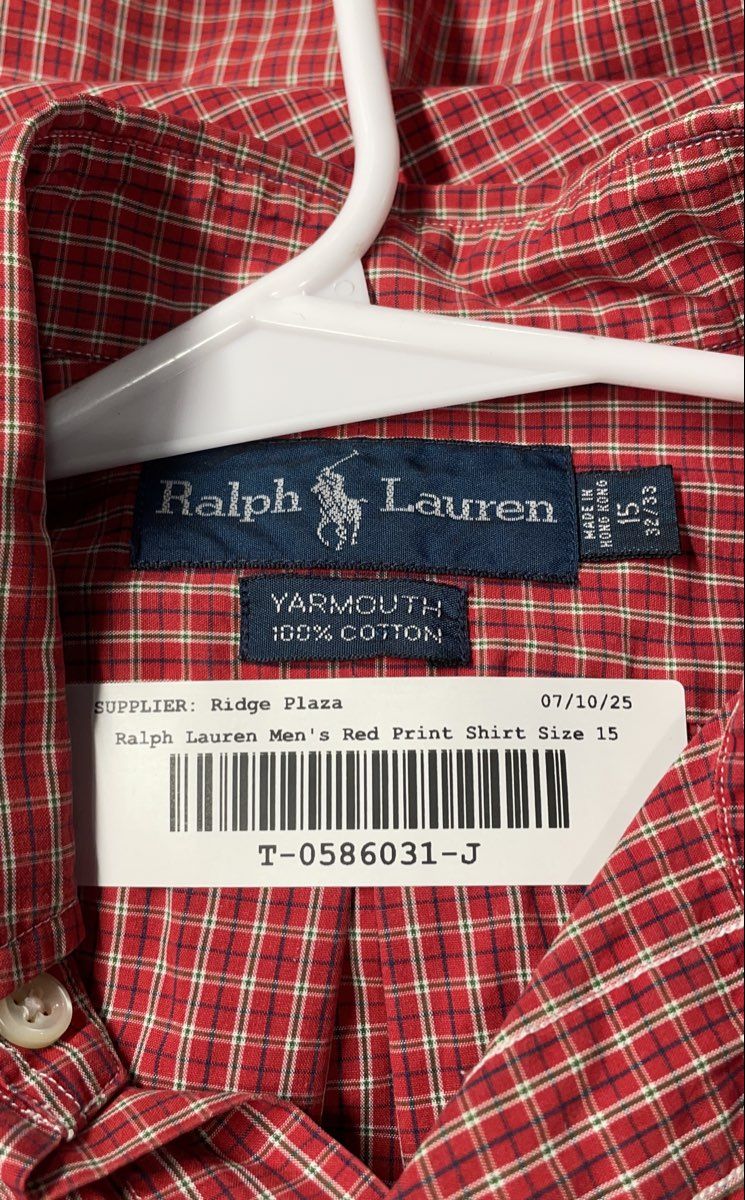 Ralph Lauren
MADE IN
HONG KONG
15
32/33
YARMOUTH
100% COTTON
SUPPLIER: Ridge Plaza 07/10/25
Ralph Lauren Men's Red Print Shirt Size 15
T-0586031-J